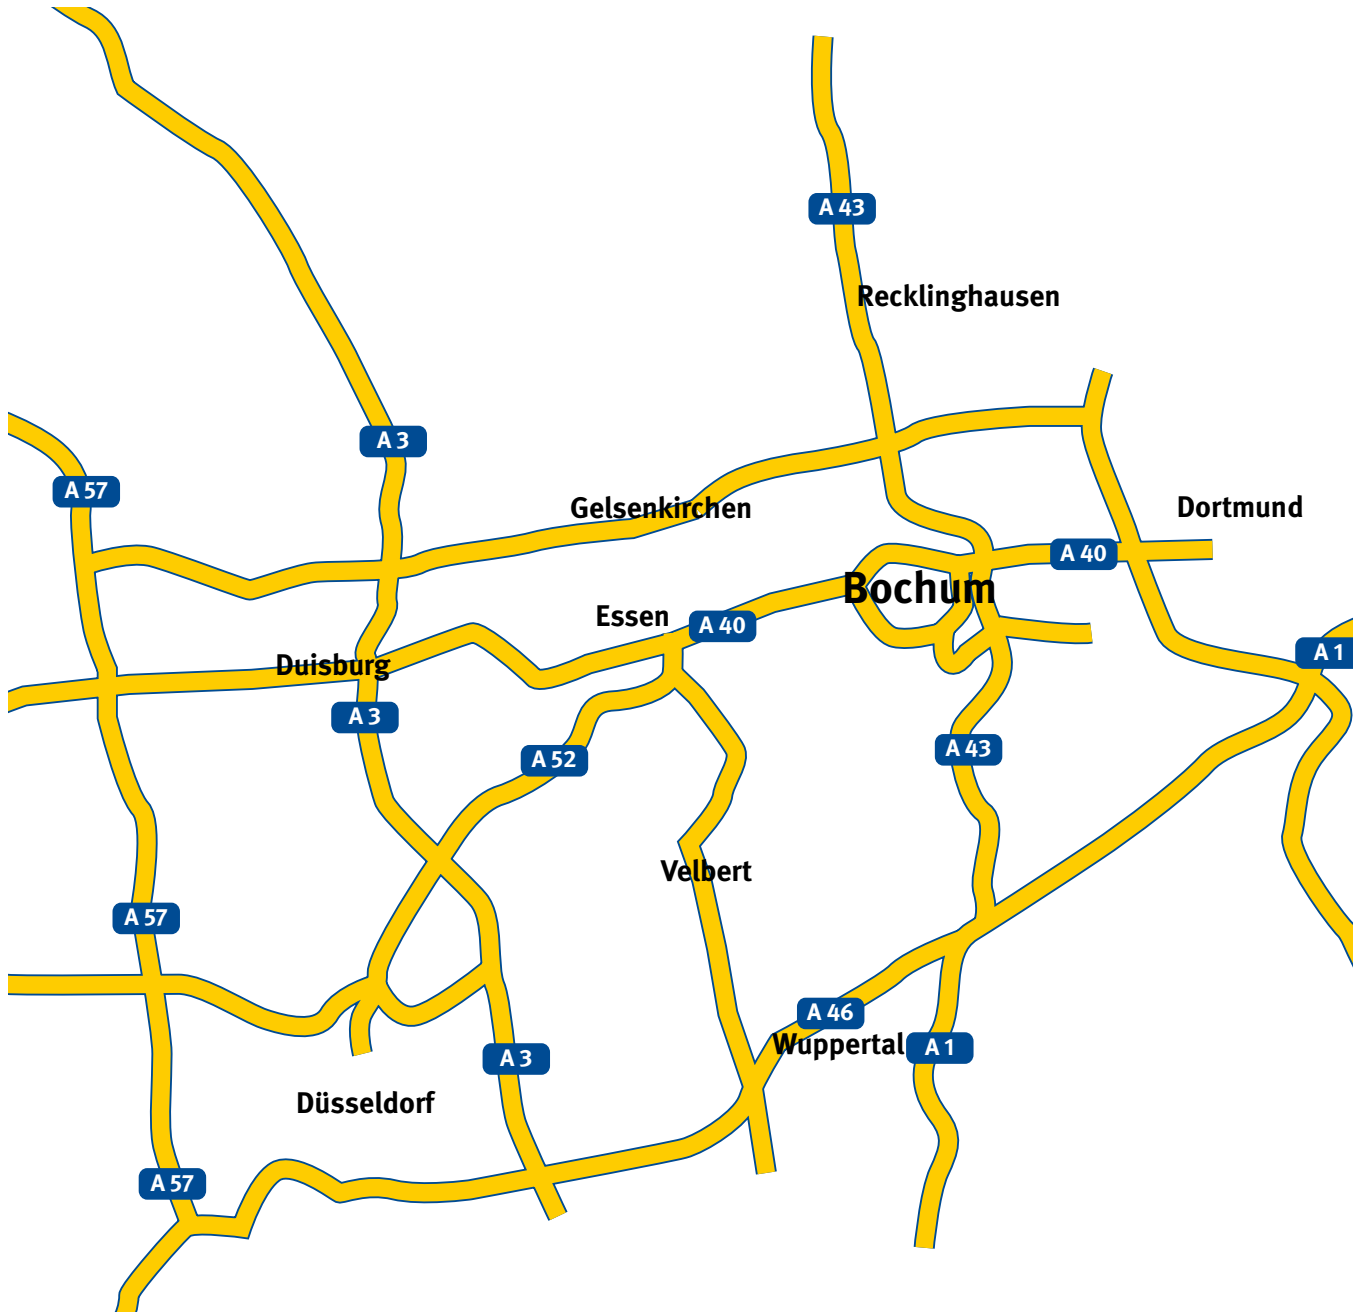 A 43
Recklinghausen
A 3
A 57
Gelsenkirchen
Dortmund
A 40
Bochum
Essen
A 40
A 1
Duisburg
A 3
A 43
A 52
Velbert
A 57
A 46
Wuppertal
A 1
A 3
Düsseldorf
A 57